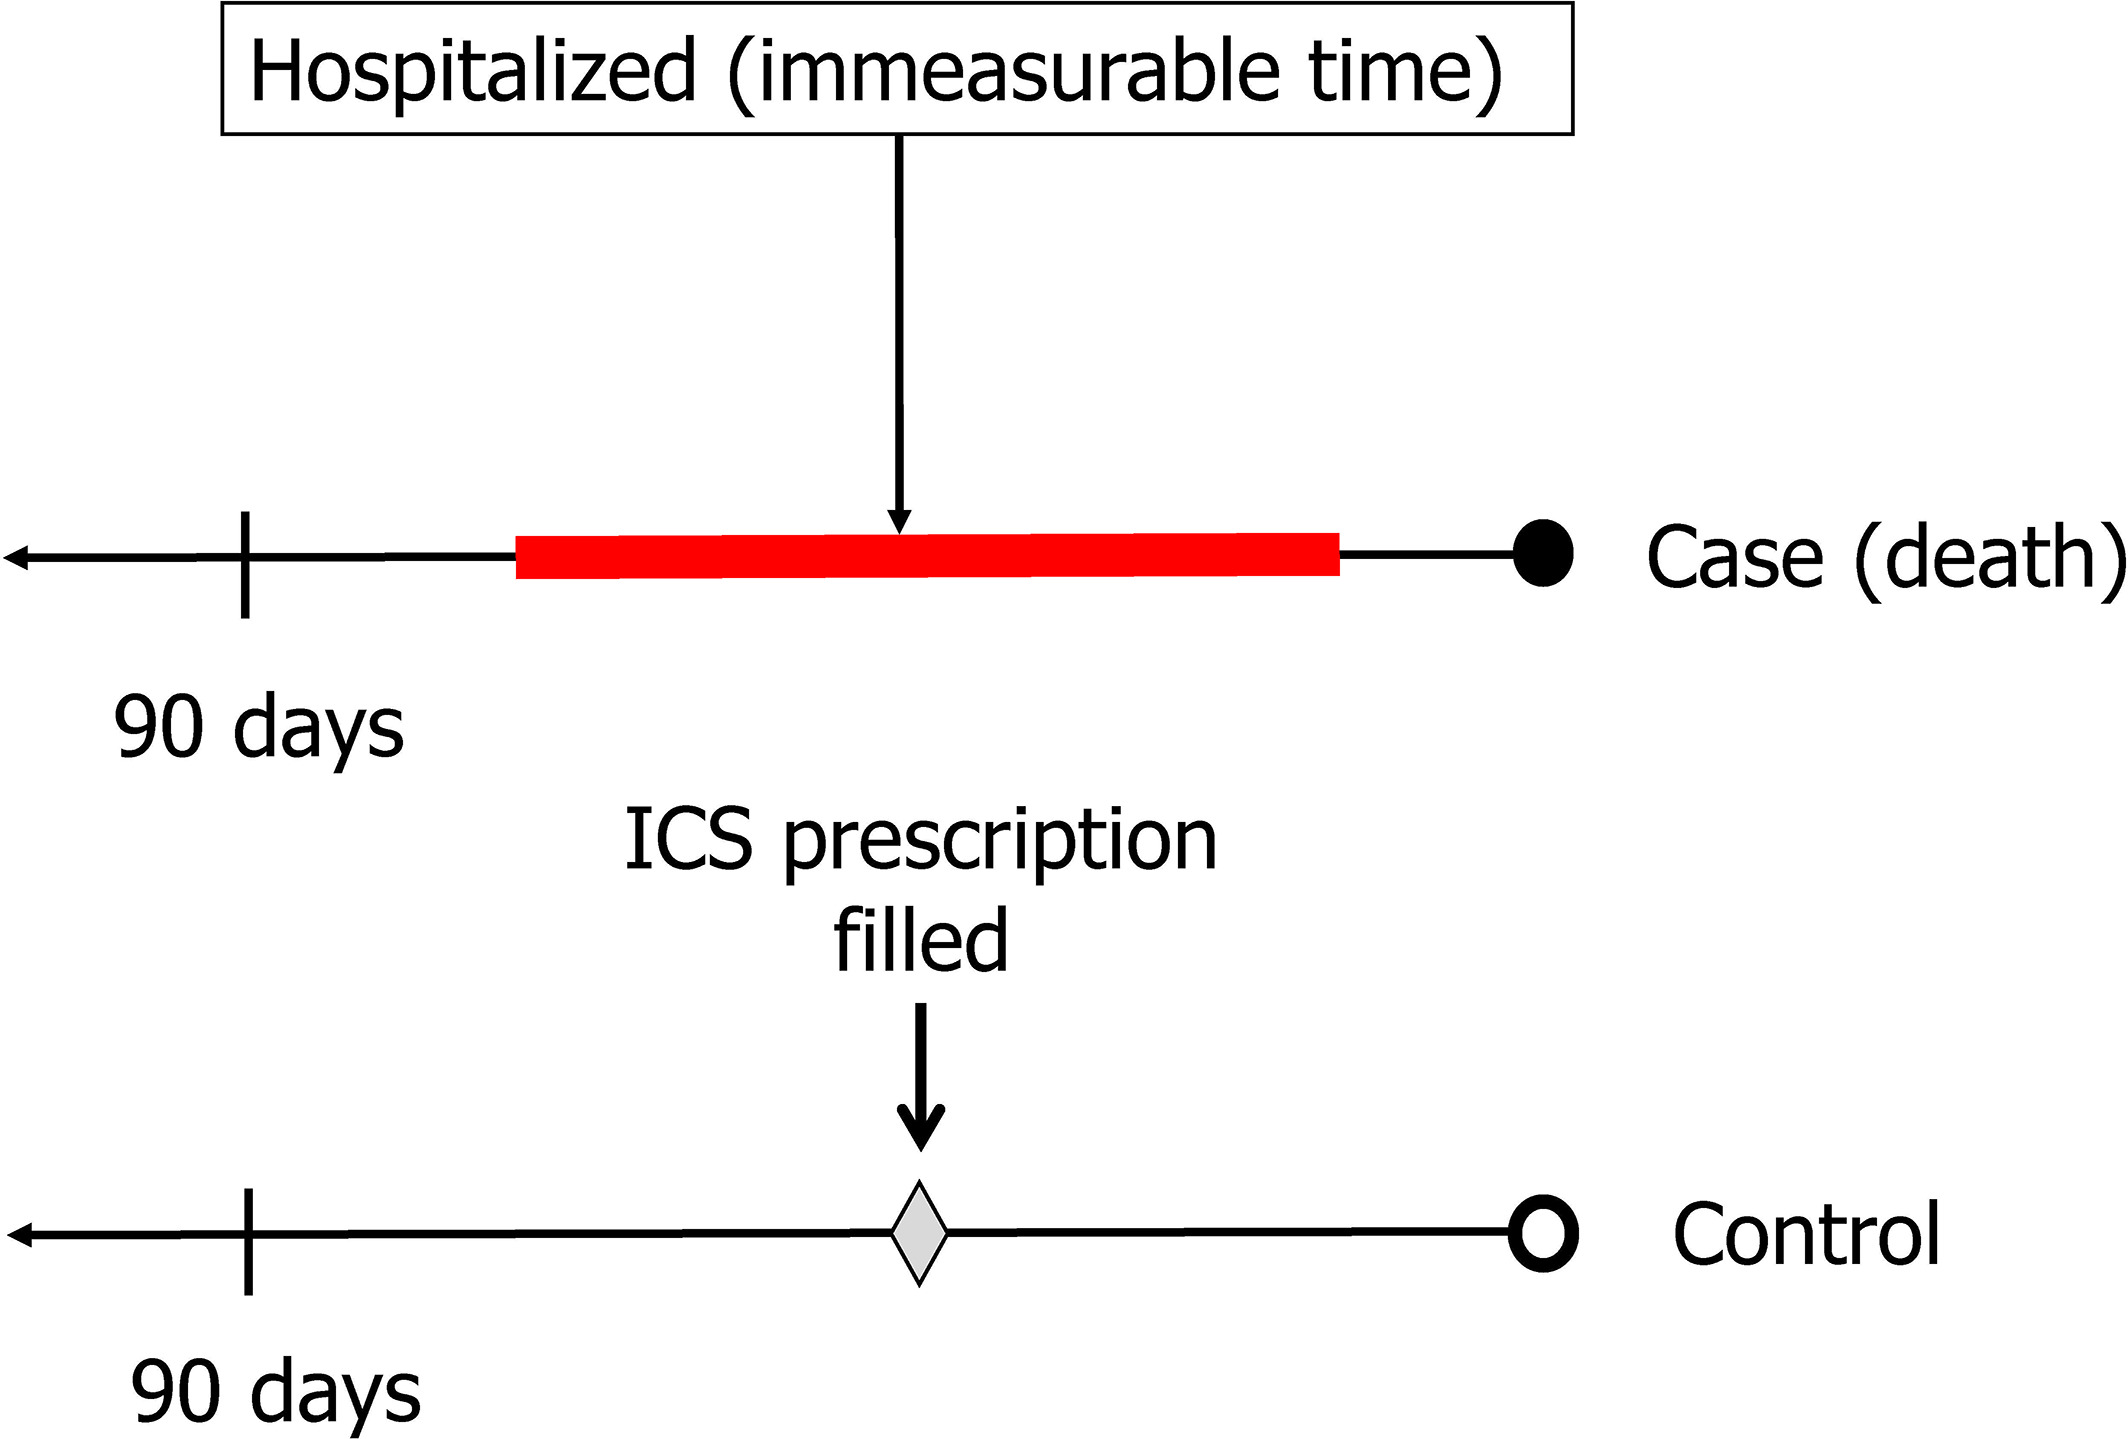 Hospitalized (immeasurable time)
Case (death)
90 days
ICS prescription
filled
Control
90 days